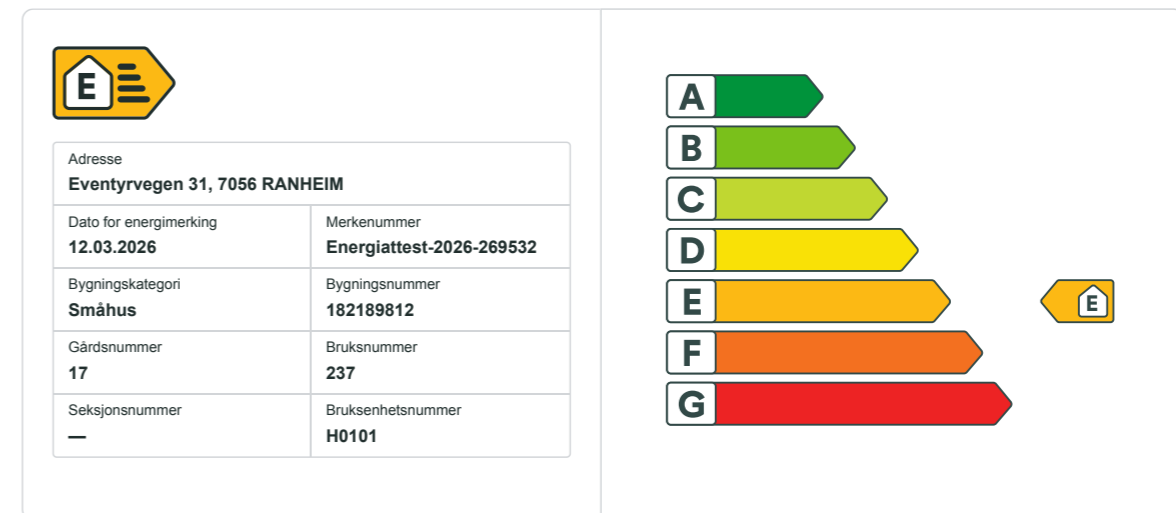 E
Adresse
Eventyrvegen 31, 7056 RANHEIM
Dato for energimerking
12.03.2026
Merkenummer
Energiattest-2026-269532
Bygningskategori
Småhus
Bygningsnummer
182189812
Gårdsnummer
17
Bruksnummer
237
Seksjonsnummer
—
Bruksenhetsnummer
H0101
A
B
C
D
E
E
F
G